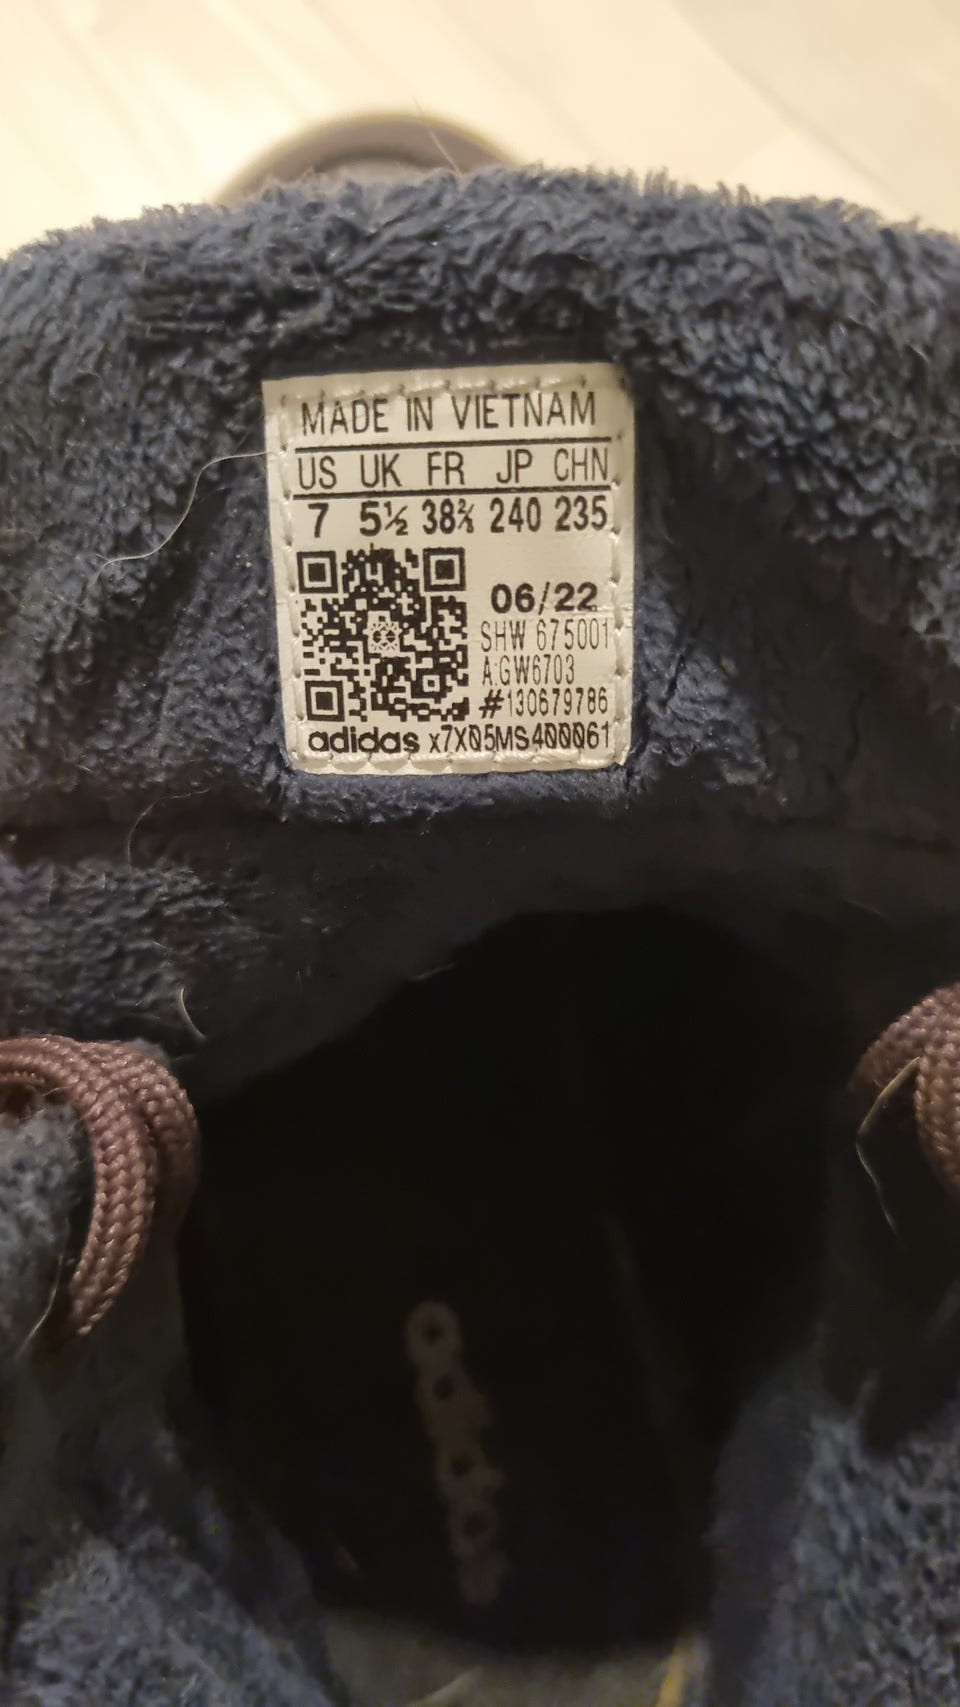 MADE IN VIETNAM
US UK FR JP CHN
7 5½ 38⅔ 240 235
06/22
SHW 675001
A:GW6703
#130679786
adidas x7X05MS400061